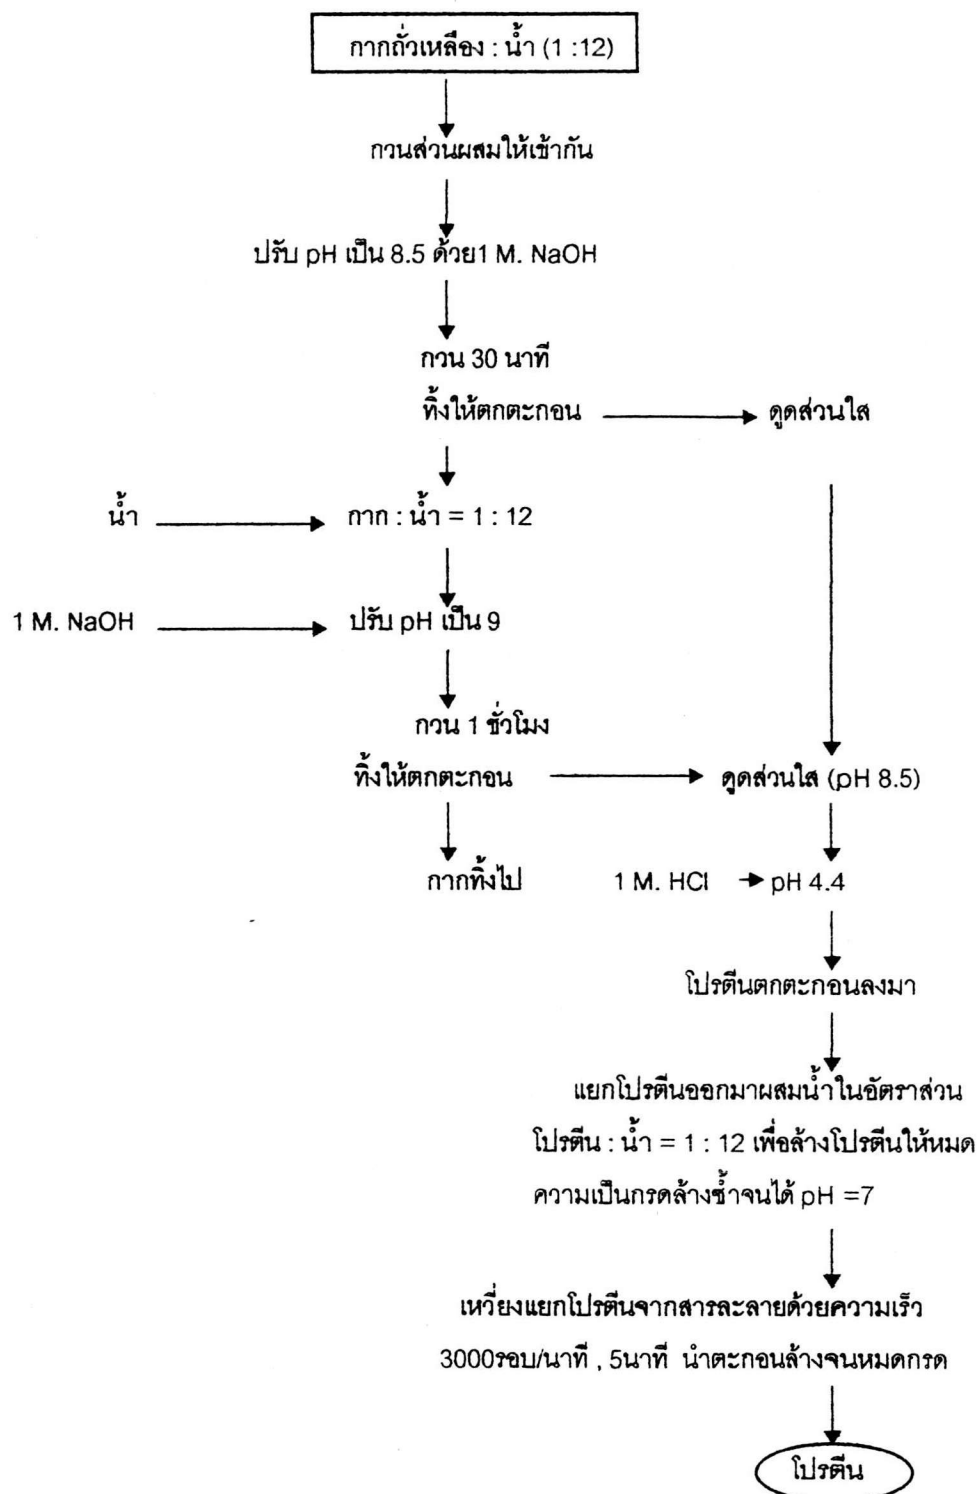 กากถั่วเหลือง : น้ำ (1 :12)
กวนส่วนผสมให้เข้ากัน
ปรับ pH เป็น 8.5 ด้วย1 M. NaOH
กวน 30 นาที
ทิ้งให้ตกตะกอน
ดูดส่วนใส
น้ำ
กาก : น้ำ = 1 : 12
1 M. NaOH
ปรับ pH เป็น 9
กวน 1 ชั่วโมง
ทิ้งให้ตกตะกอน
ดูดส่วนใส (pH 8.5)
กากทิ้งไป
1 M. HCl
pH 4.4
โปรตีนตกตะกอนลงมา
แยกโปรตีนออกมาผสมน้ำในอัตราส่วน
โปรตีน : น้ำ = 1 : 12 เพื่อล้างโปรตีนให้หมด
ความเป็นกรดล้างซ้ำจนได้ pH =7
เหวี่ยงแยกโปรตีนจากสารละลายด้วยความเร็ว
3000รอบ/นาที , 5นาที นำตะกอนล้างจนหมดกรด
โปรตีน